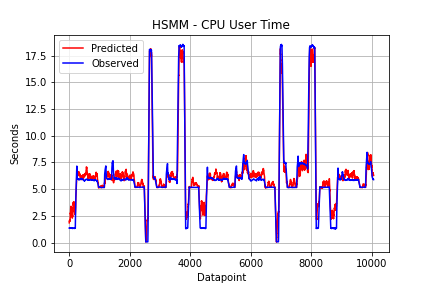 HSMM - CPU User Time
Predicted
Observed
17.5
15.0
12.5
10.0
7.5
5.0
2.5
0.0
Seconds
0 2000 4000 6000 8000 10000
Datapoint